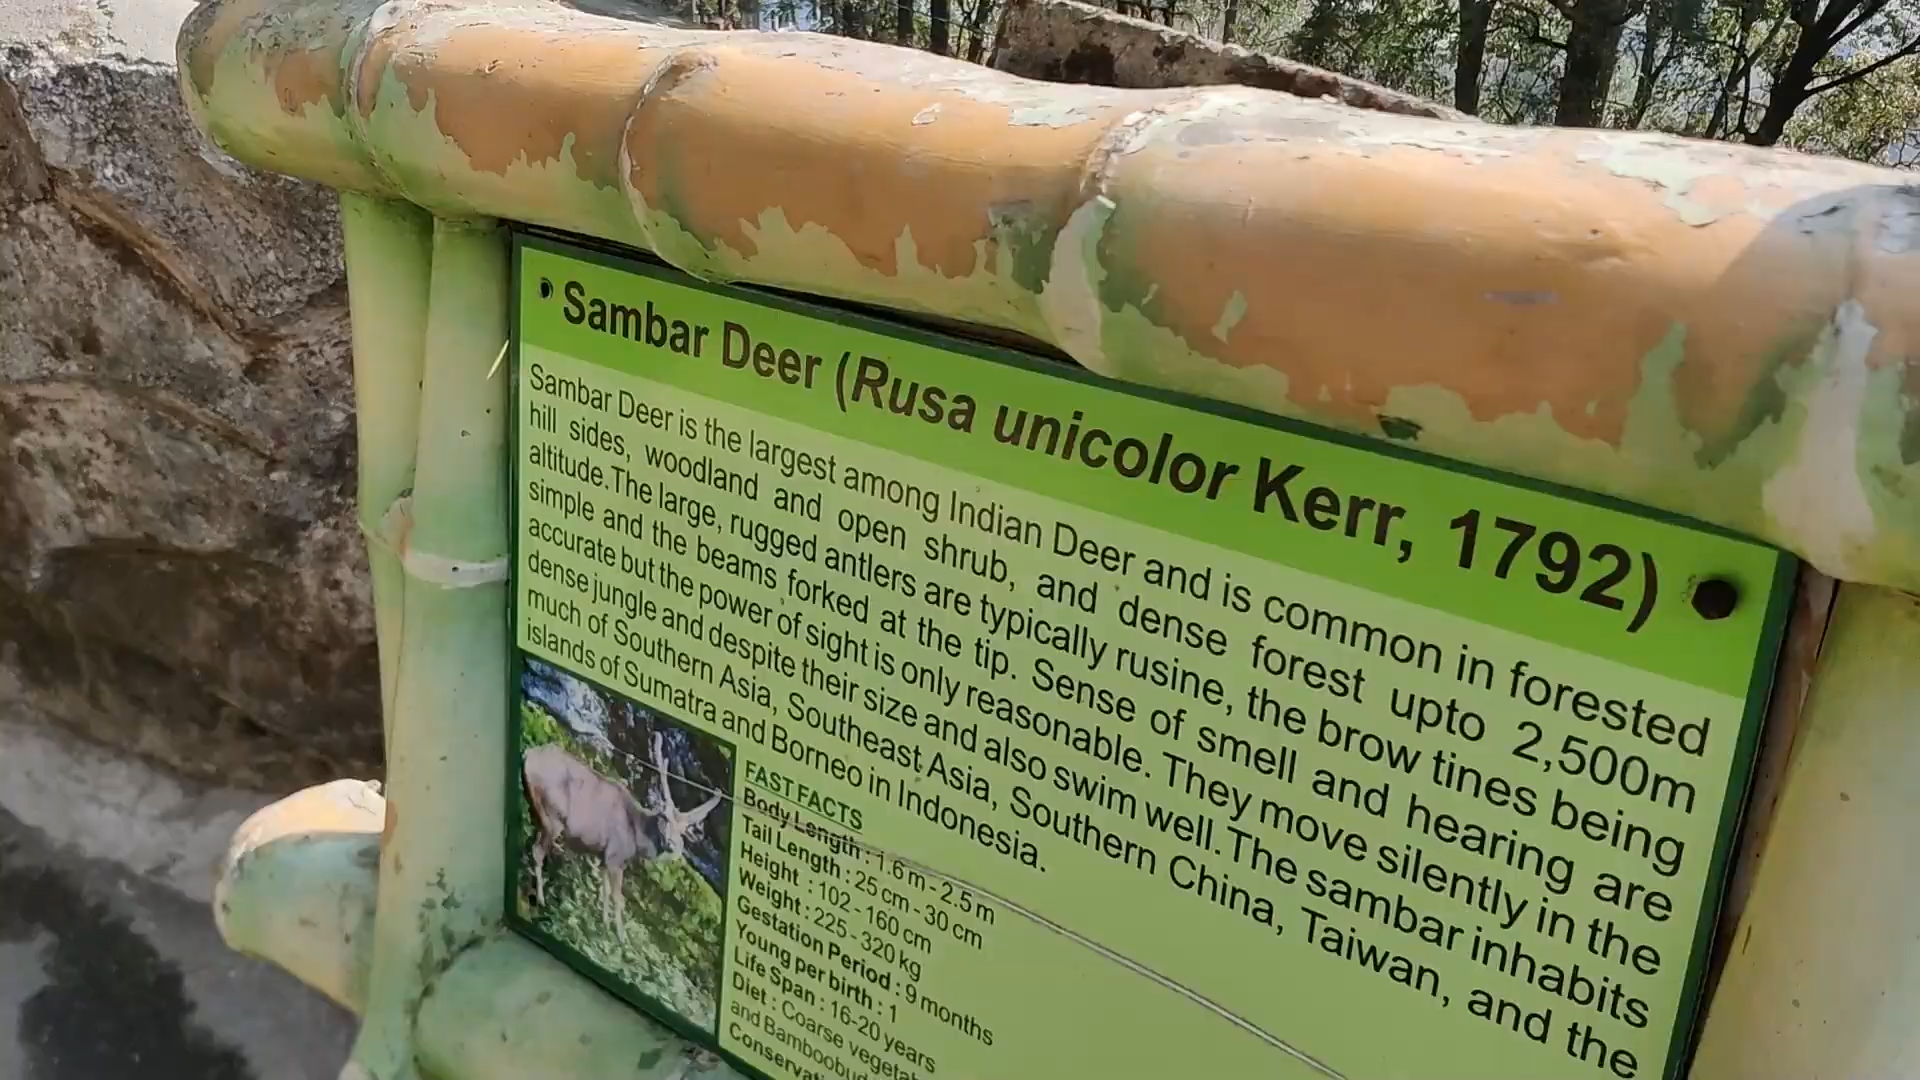 Sambar Deer (Rusa unicolor Kerr, 1792)
Sambar Deer is the largest among Indian Deer and is common in forested
hill sides, woodland and open shrub, and dense forest upto 2,500m
altitude.The large, rugged antlers are typically rusine, the brow tines being
simple and the beams forked at the tip. Sense of smell and hearing are
accurate but the power of sight is only reasonable. They move silently in the
dense jungle and despite their size and also swim well.The sambar inhabits
much of Southern Asia, Southeast Asia, Southern China, Taiwan, and the
islands of Sumatra and Borneo in Indonesia.
FAST FACTS
Body Length : 1.6 m - 2.5 m
Tail Length : 25 cm - 30 cm
Height : 102 - 160 cm
Weight : 225 - 320 kg
Gestation Period : 9 months
Young per birth : 1
Life Span : 16-20 years
Diet : Coarse
and